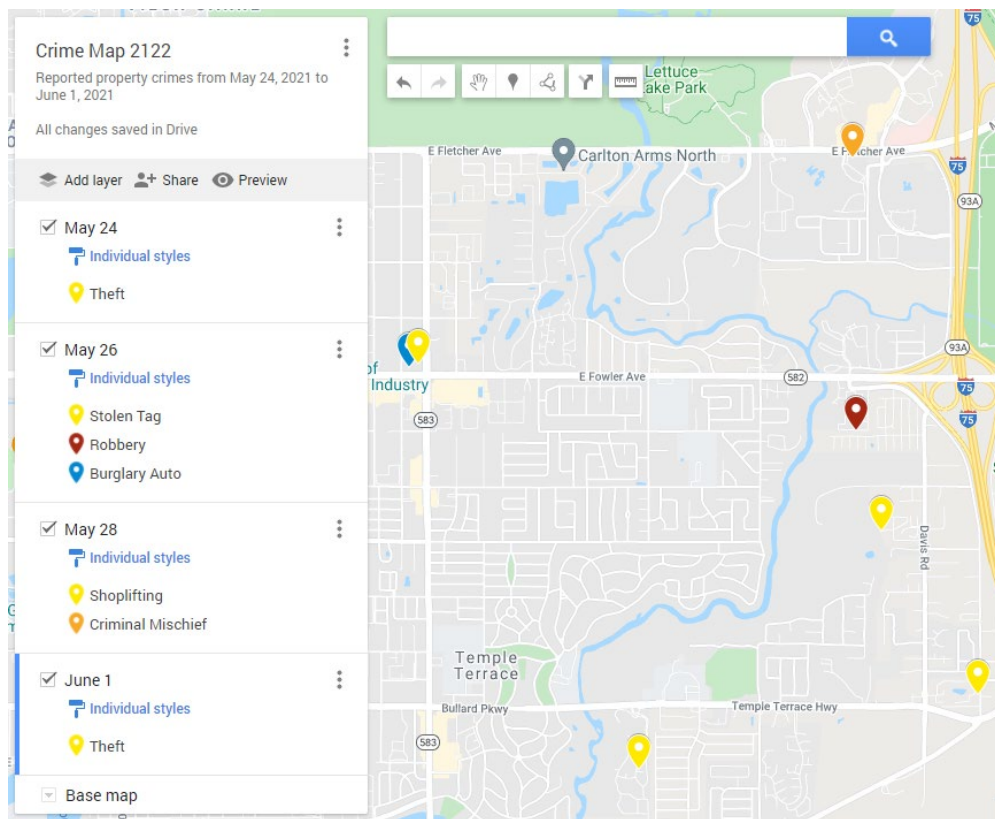 Crime Map 2122
Reported property crimes from May 24, 2021 to
June 1, 2021
All changes saved in Drive
Add layer
Share
Preview
May 24
Individual styles
Theft
May 26
Individual styles
Stolen Tag
Robbery
Burglary Auto
May 28
Individual styles
Shoplifting
Criminal Mischief
June 1
Individual styles
Theft
Base map
75
Lettuce
Lake Park
E Fletcher Ave
Carlton Arms North
E Fletcher Ave
75
93A
of
Industry
E Fowler Ave
582
93A
75
75
583
Davis Rd
Temple
Terrace
Bullard Pkwy
Temple Terrace Hwy
583